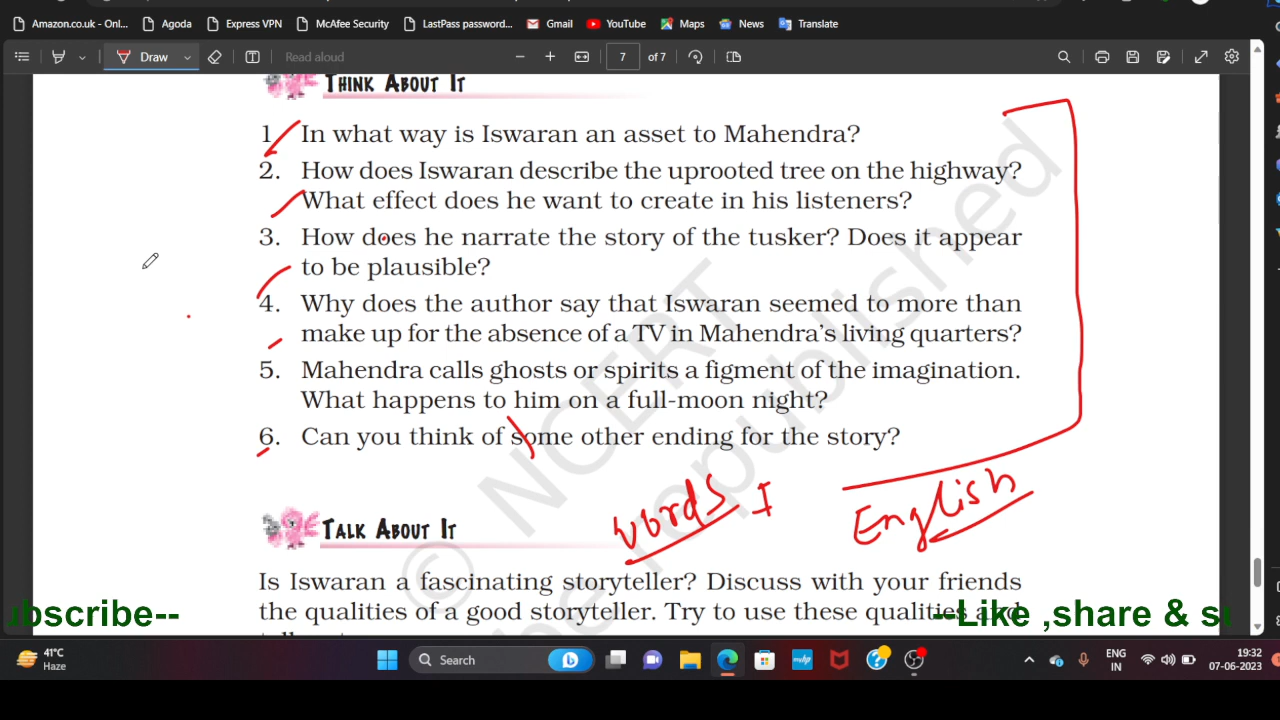 Amazon.co.uk - Onl...
Agoda
Express VPN
McAfee Security
LastPass password...
Gmail
YouTube
Maps
News
Translate
Draw
Read aloud
7
of 7
THINK ABOUT IT
1 In what way is Iswaran an asset to Mahendra?
2. How does Iswaran describe the uprooted tree on the highway?
What effect does he want to create in his listeners?
3. How does he narrate the story of the tusker? Does it appear
to be plausible?
4. Why does the author say that Iswaran seemed to more than
make up for the absence of a TV in Mahendra's living quarters?
5. Mahendra calls ghosts or spirits a figment of the imagination.
What happens to him on a full-moon night?
6. Can you think of some other ending for the story?
© NCERT
be republished
words I
English
TALK ABOUT IT
Is Iswaran a fascinating storyteller? Discuss with your friends
the qualities of a good storyteller. Try to use these qualities and
ubscribe--
--Like ,share & su
41°C
Haze
Search
ENG
IN
19:32
07-06-2023